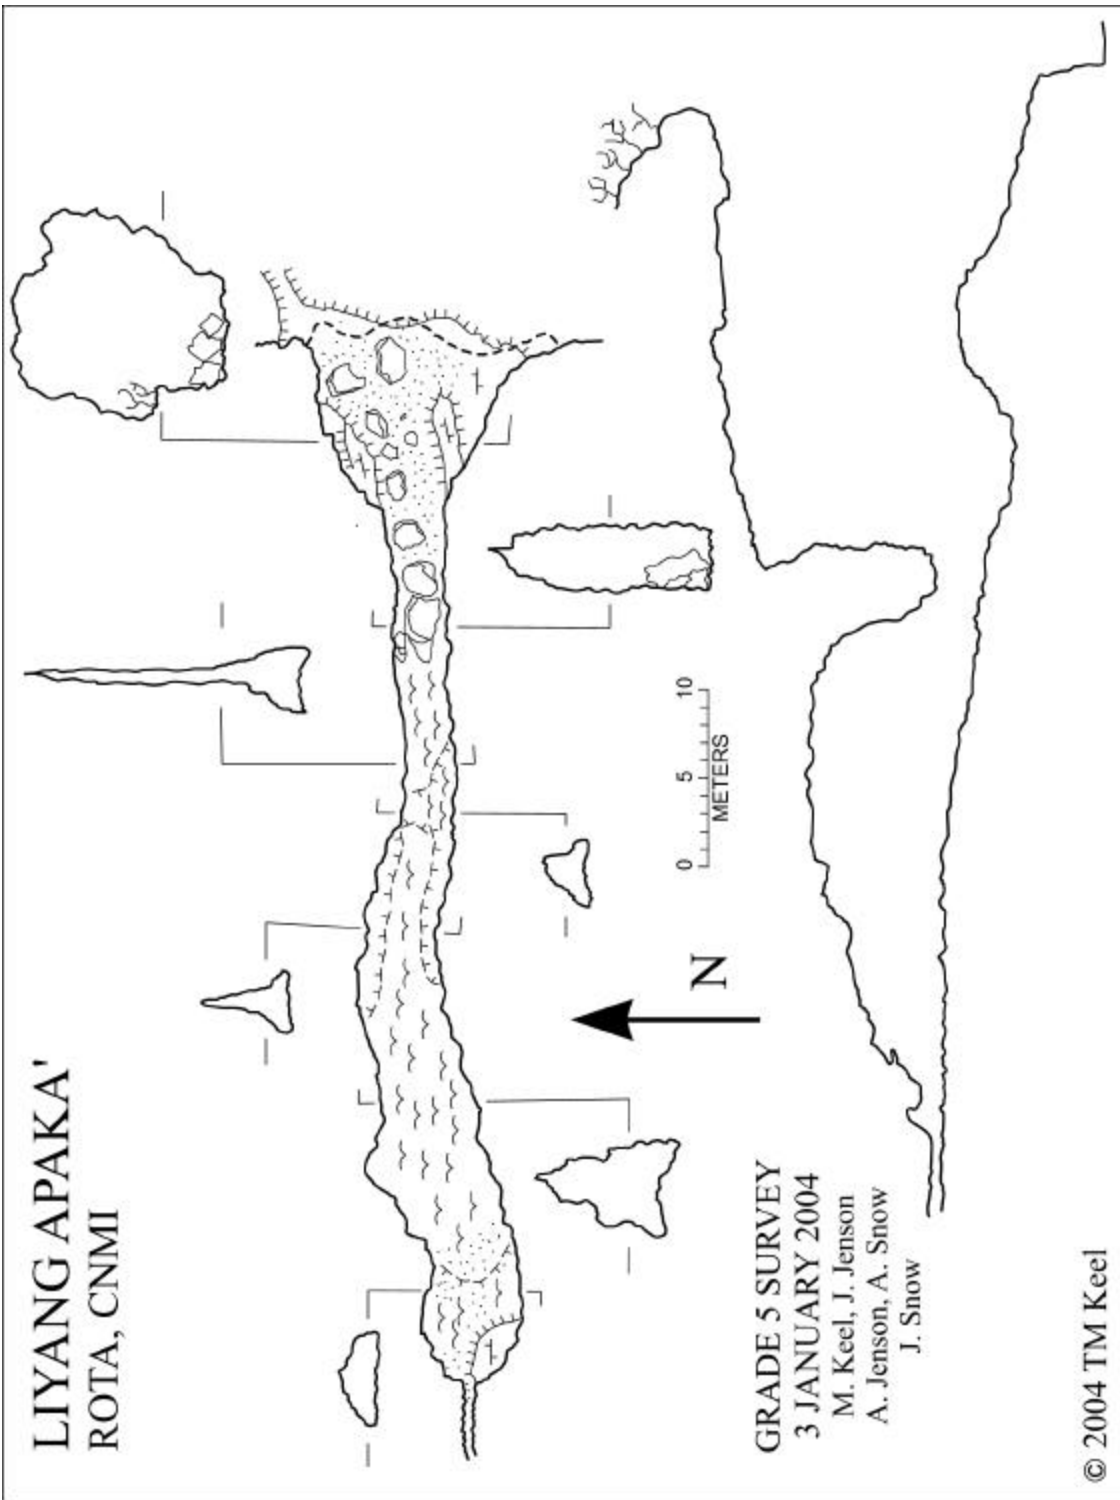 LIYANG APAKA'
ROTA, CNMI
N
0 5 10
METERS
GRADE 5 SURVEY
3 JANUARY 2004
M. Keel, J. Jenson
A. Jenson, A. Snow
J. Snow
© 2004 TM Keel